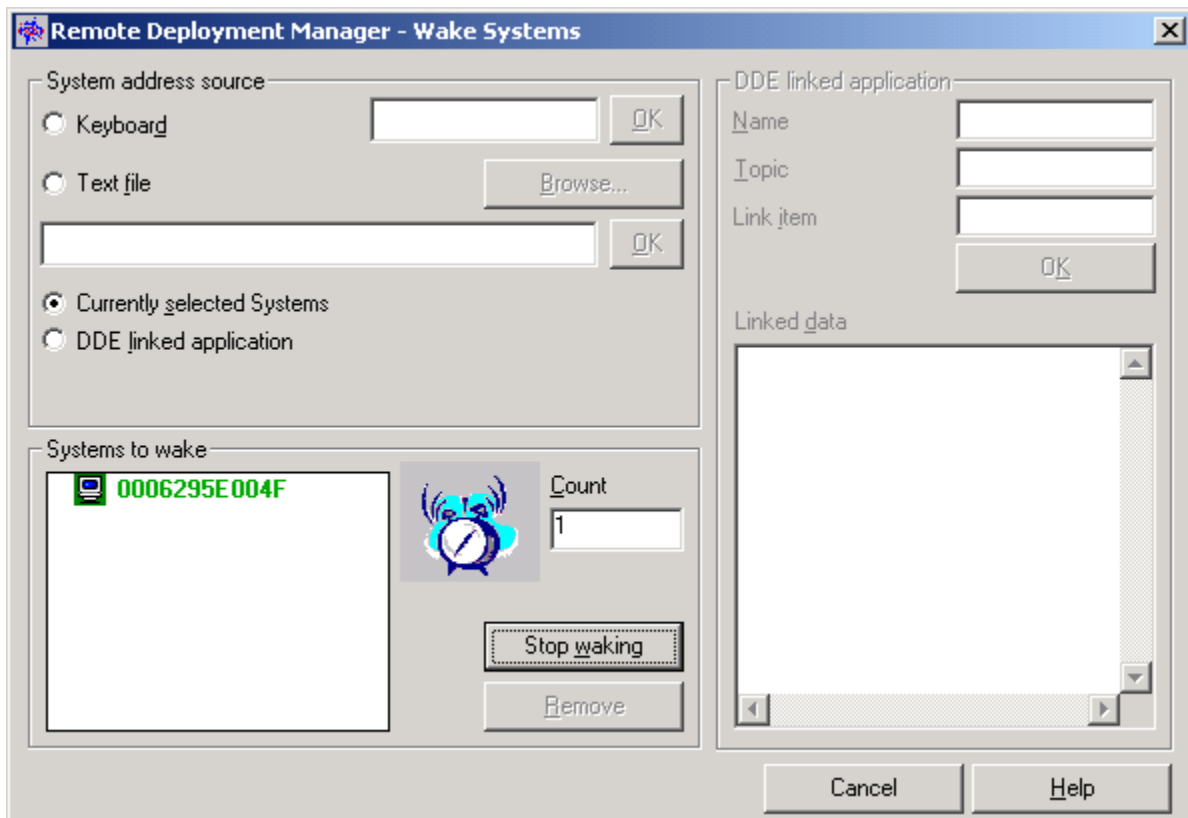 Remote Deployment Manager - Wake Systems
System address source
Keyboard
OK
Text file
Browse...
OK
Currently selected Systems
DDE linked application
Systems to wake
0006295E004F
Count
1
Stop waking
Remove
DDE linked application
Name
Topic
Link item
OK
Linked data
Cancel
Help